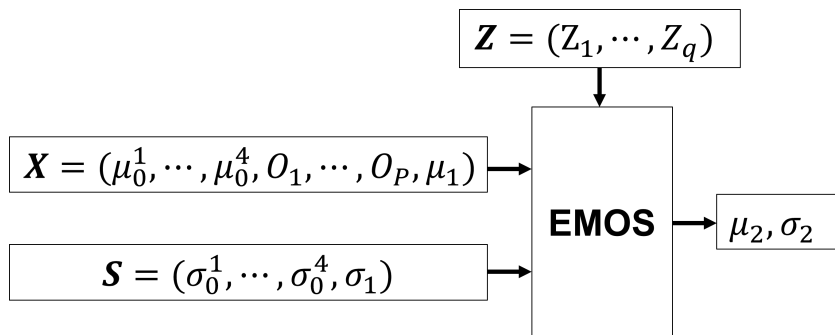 Z = (Z₁, ⋯, Z_q)
X = (μ₀¹, ⋯, μ₀⁴, O₁, ⋯, O_P, μ₁)
EMOS
μ₂, σ₂
S = (σ₀¹, ⋯, σ₀⁴, σ₁)